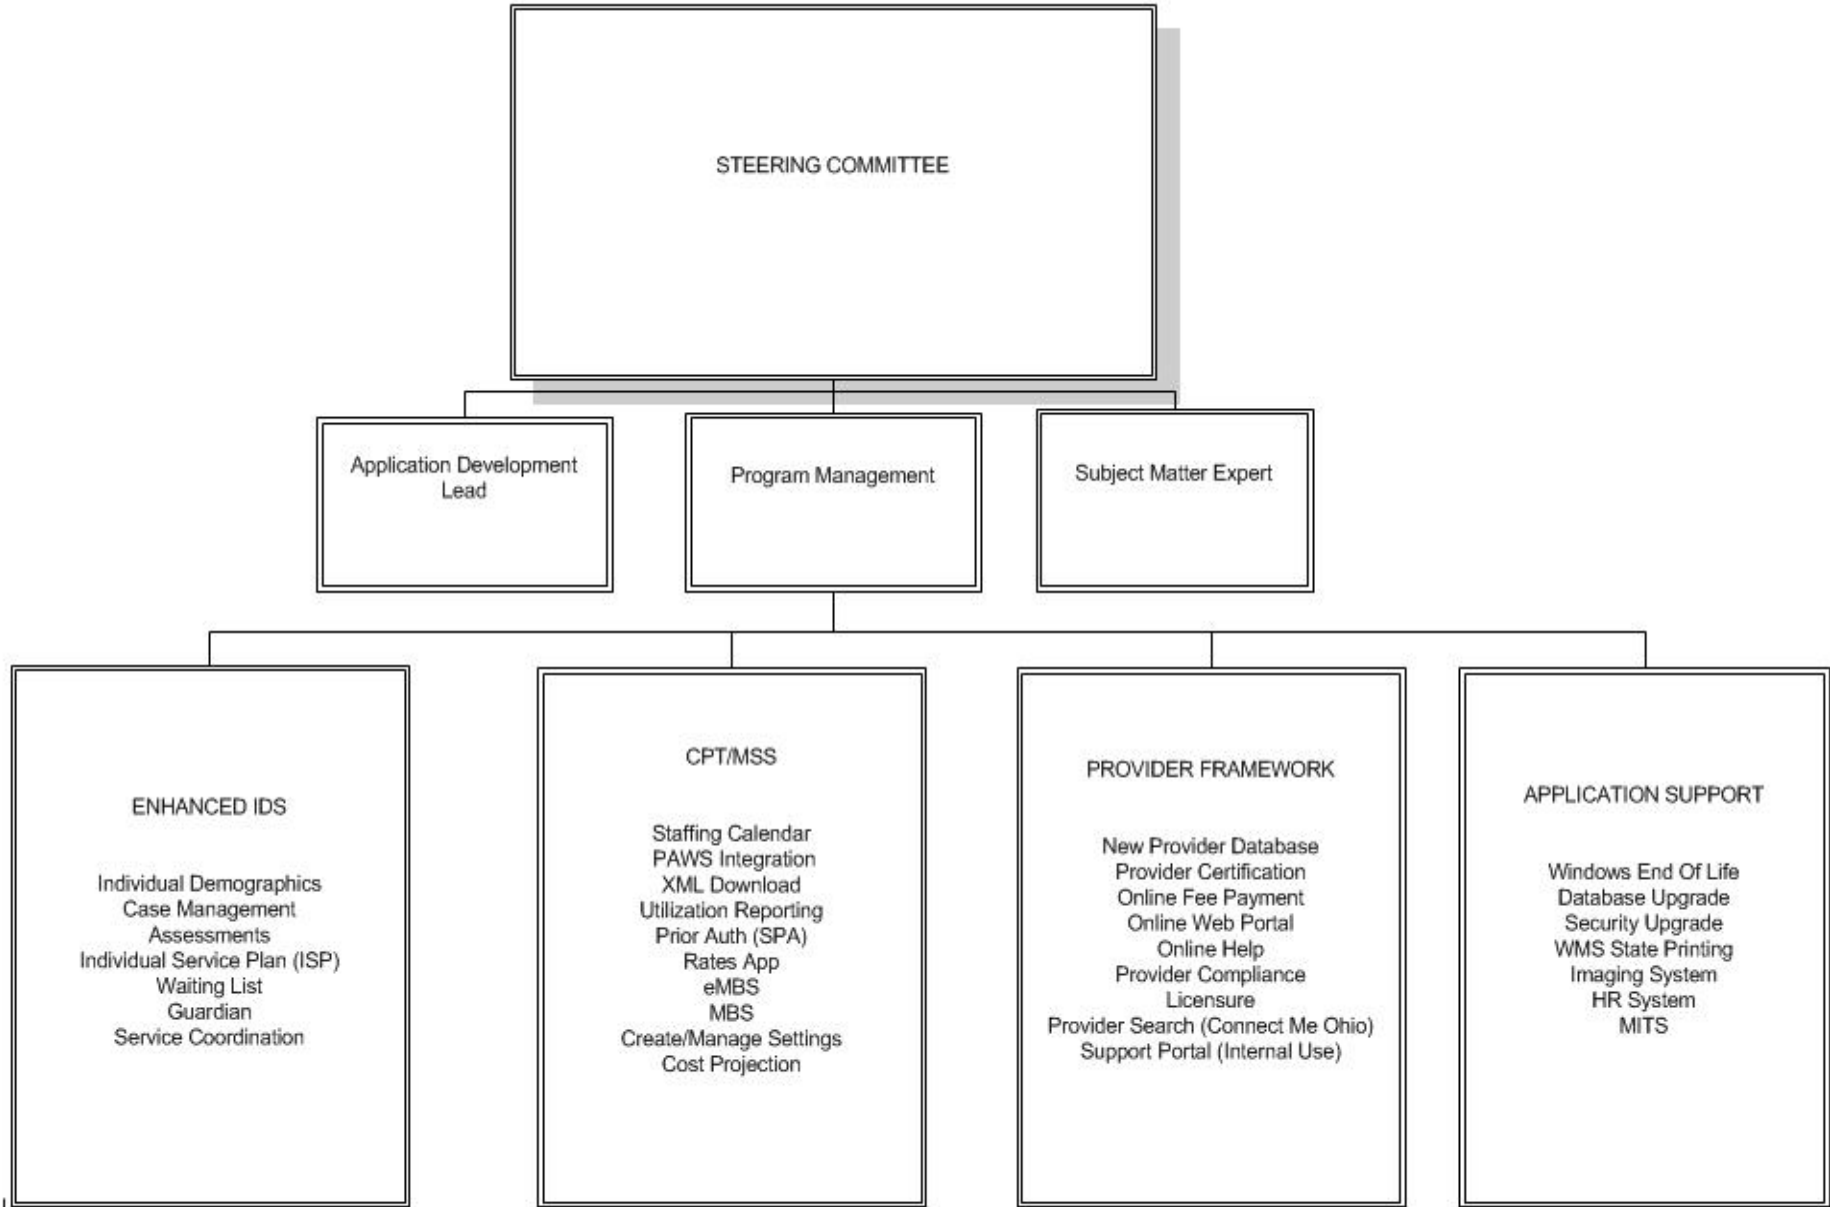 STEERING COMMITTEE
Application Development
Lead
Program Management
Subject Matter Expert
ENHANCED IDS
Individual Demographics
Case Management
Assessments
Individual Service Plan (ISP)
Waiting List
Guardian
Service Coordination
CPT/MSS
Staffing Calendar
PAWS Integration
XML Download
Utilization Reporting
Prior Auth (SPA)
Rates App
eMBS
MBS
Create/Manage Settings
Cost Projection
PROVIDER FRAMEWORK
New Provider Database
Provider Certification
Online Fee Payment
Online Web Portal
Online Help
Provider Compliance
Licensure
Provider Search (Connect Me Ohio)
Support Portal (Internal Use)
APPLICATION SUPPORT
Windows End Of Life
Database Upgrade
Security Upgrade
WMS State Printing
Imaging System
HR System
MITS